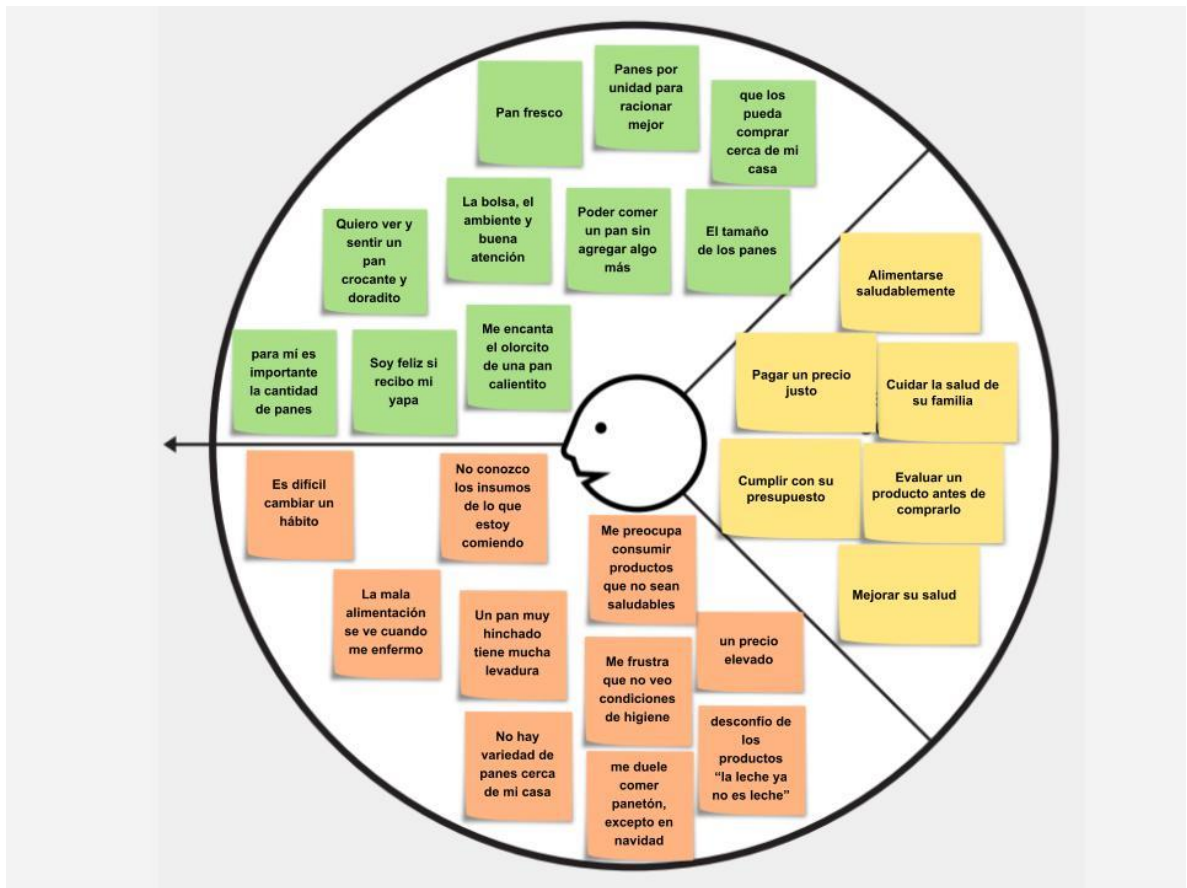 Pan fresco
Panes por
unidad para
racionar
mejor
que los
pueda
comprar
cerca de mi
casa
Quiero ver y
sentir un
pan
crocante y
doradito
La bolsa, el
ambiente y
buena
atención
Poder comer
un pan sin
agregar algo
más
El tamaño
de los panes
para mí es
importante
la cantidad
de panes
Soy feliz si
recibo mi
yapa
Me encanta
el olorcito
de una pan
calientito
Alimentarse
saludablemente
Pagar un precio
justo
Cuidar la salud de
su familia
Cumplir con su
presupuesto
Evaluar un
producto antes de
comprarlo
Mejorar su salud
Es difícil
cambiar un
hábito
No conozco
los insumos
de lo que
estoy
comiendo
Me preocupa
consumir
productos
que no sean
saludables
La mala
alimentación
se ve cuando
me enfermo
Un pan muy
hinchado
tiene mucha
levadura
Me frustra
que no veo
condiciones
de higiene
un precio
elevado
No hay
variedad de
panes cerca
de mi casa
me duele
comer
panetón,
excepto en
navidad
desconfío de
los
productos
“la leche ya
no es leche”